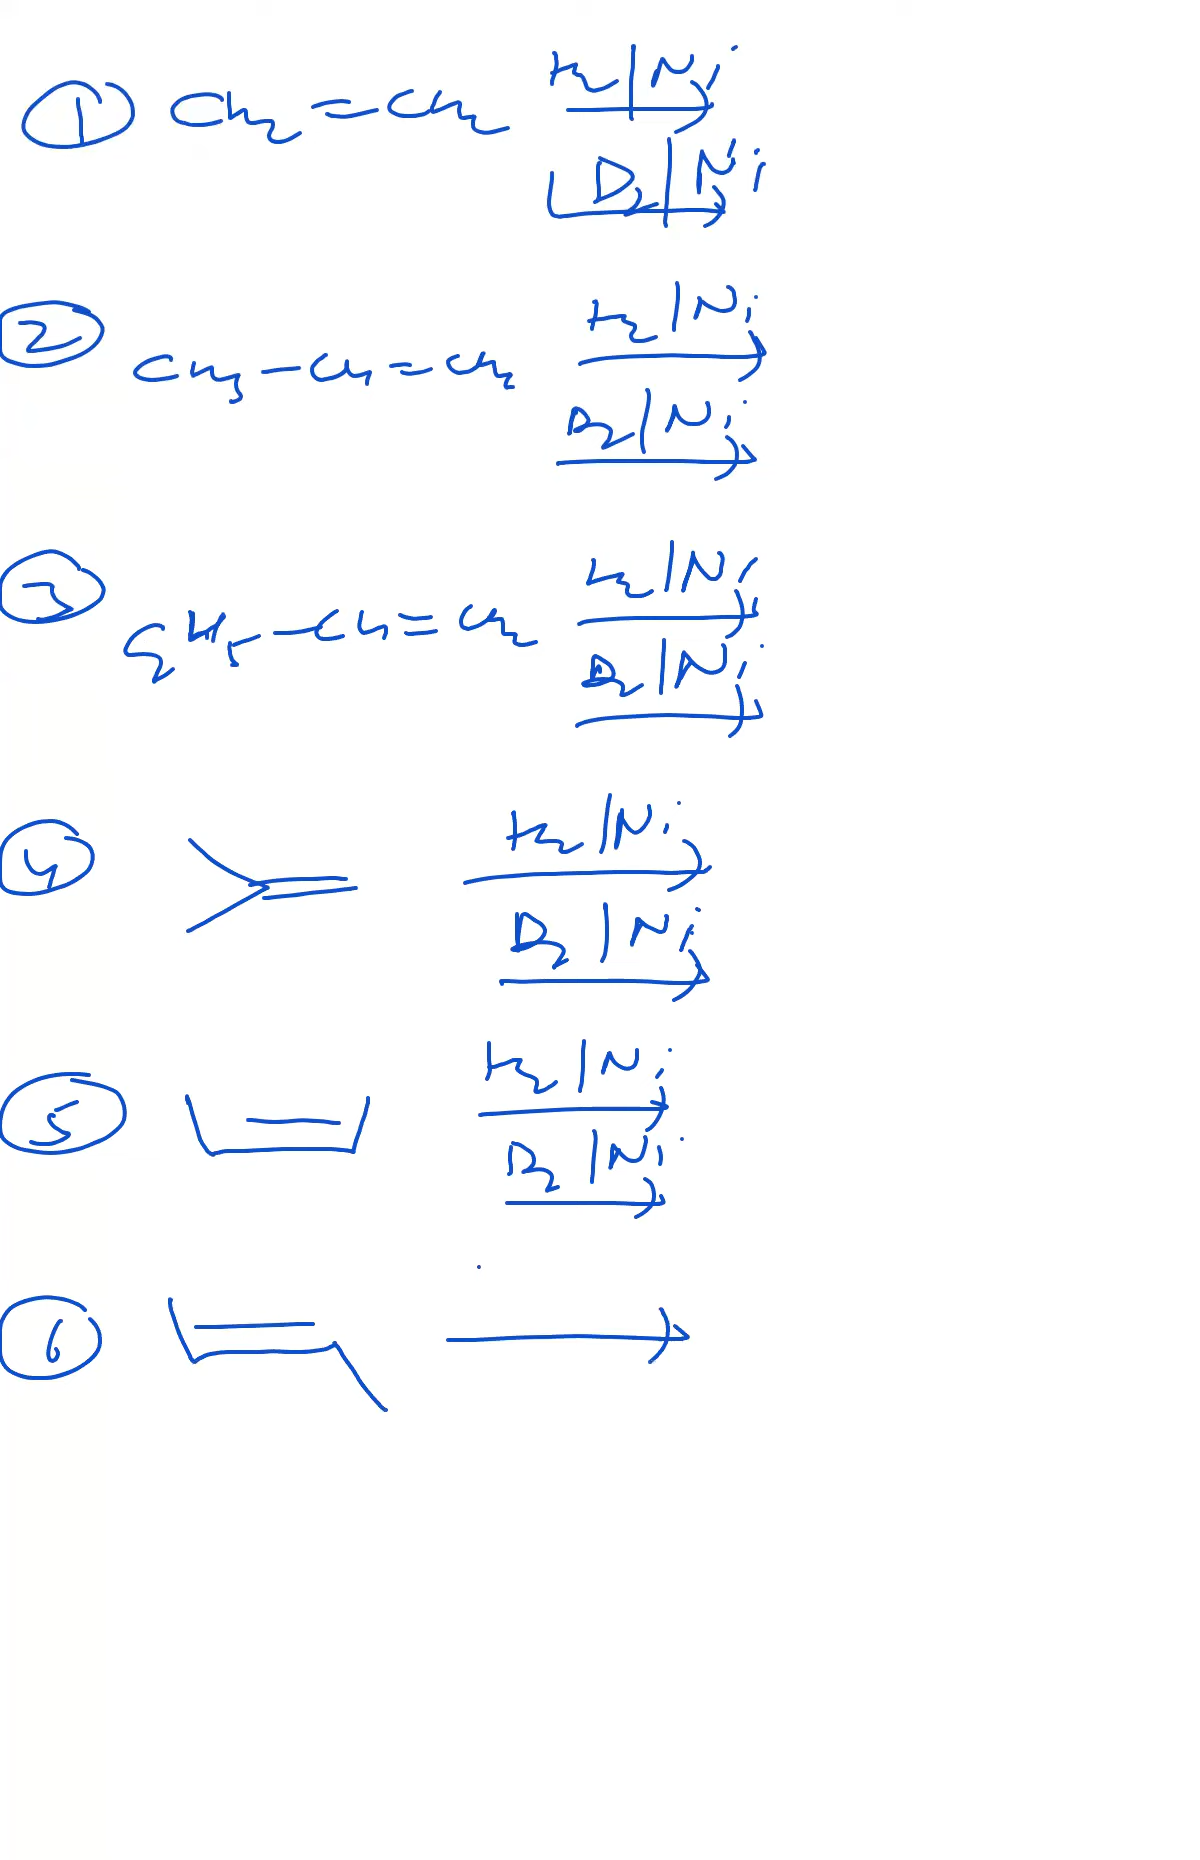 ① CH₂=CH₂ H₂/Ni
D₂/Ni
② CH₃-CH=CH₂ H₂/Ni
D₂/Ni
③ C₂H₅-CH=CH₂ H₂/Ni
D₂/Ni
④ H₂/Ni
D₂/Ni
⑤ H₂/Ni
D₂/Ni
⑥